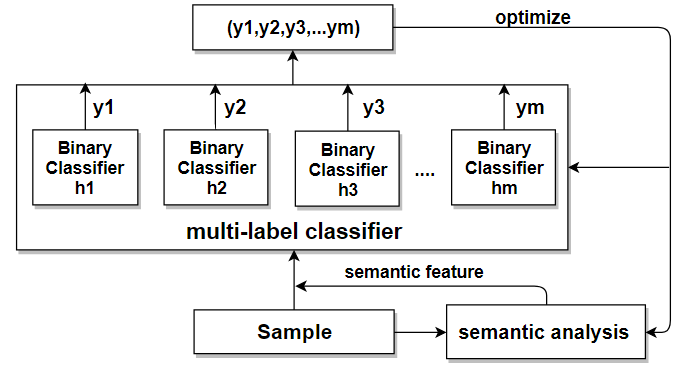 (y1,y2,y3,...ym)
optimize
y1
y2
y3
ym
Binary
Classifier
h1
Binary
Classifier
h2
Binary
Classifier
h3
....
Binary
Classifier
hm
multi-label classifier
semantic feature
Sample
semantic analysis